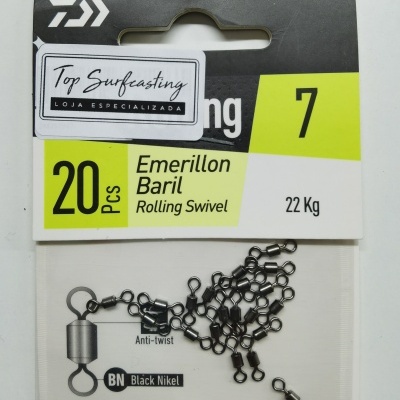 Top Surfcasting
LOJA ESPECIALIZADA
ng
7
20 Pcs
Emerillon
Baril
Rolling Swivel
22 Kg
Anti-twist
BN Black Nikel